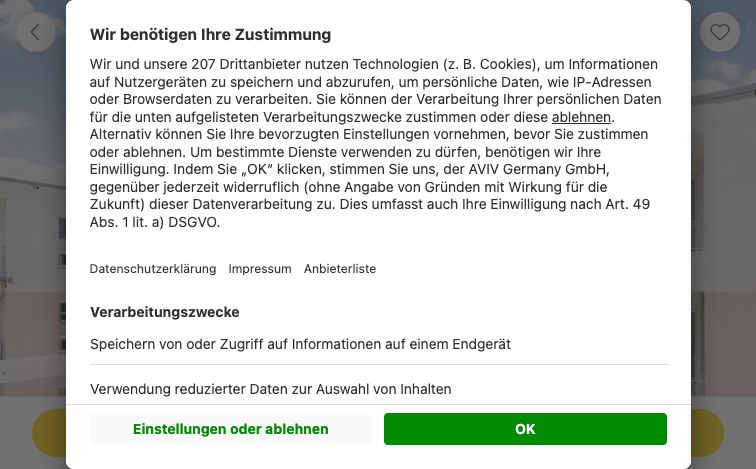 Wir benötigen Ihre Zustimmung
Wir und unsere 207 Drittanbieter nutzen Technologien (z. B. Cookies), um Informationen
auf Nutzergeräten zu speichern und abzurufen, um persönliche Daten, wie IP-Adressen
oder Browserdaten zu verarbeiten. Sie können der Verarbeitung Ihrer persönlichen Daten
für die unten aufgelisteten Verarbeitungszwecke zustimmen oder diese ablehnen.
Alternativ können Sie Ihre bevorzugten Einstellungen vornehmen, bevor Sie zustimmen
oder ablehnen. Um bestimmte Dienste verwenden zu dürfen, benötigen wir Ihre
Einwilligung. Indem Sie „OK“ klicken, stimmen Sie uns, der AVIV Germany GmbH,
gegenüber jederzeit widerruflich (ohne Angabe von Gründen mit Wirkung für die
Zukunft) dieser Datenverarbeitung zu. Dies umfasst auch Ihre Einwilligung nach Art. 49
Abs. 1 lit. a) DSGVO.
Datenschutzerklärung Impressum Anbieterliste
Verarbeitungszwecke
Speichern von oder Zugriff auf Informationen auf einem Endgerät
Verwendung reduzierter Daten zur Auswahl von Inhalten
Einstellungen oder ablehnen OK